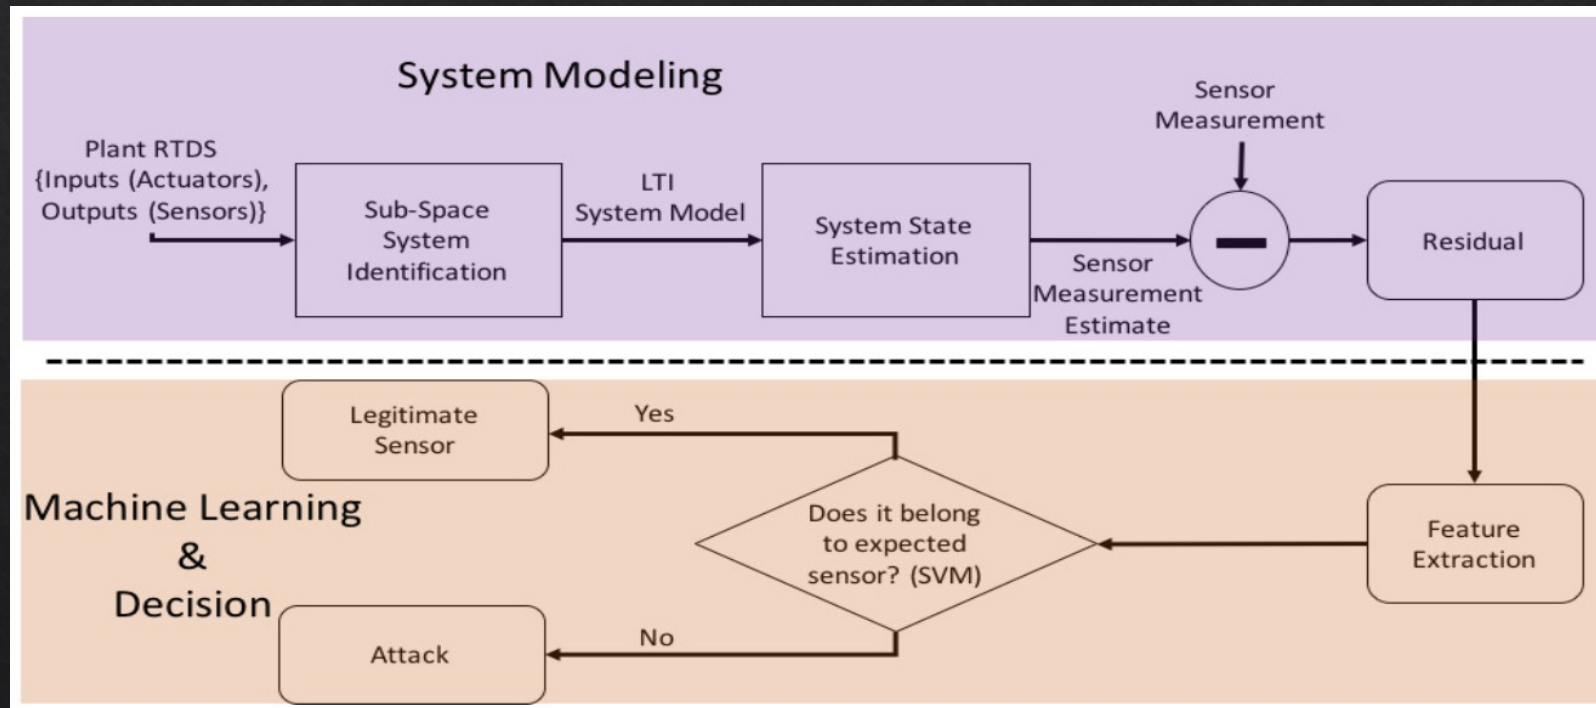 System Modeling
Plant RTDS
{Inputs (Actuators),
Outputs (Sensors)}
Sub-Space
System
Identification
LTI
System Model
System State
Estimation
Sensor
Measurement
Estimate
Sensor
Measurement
Residual
Legitimate
Sensor
Yes
Machine Learning
&
Decision
Does it belong
to expected
sensor? (SVM)
Feature
Extraction
No
Attack